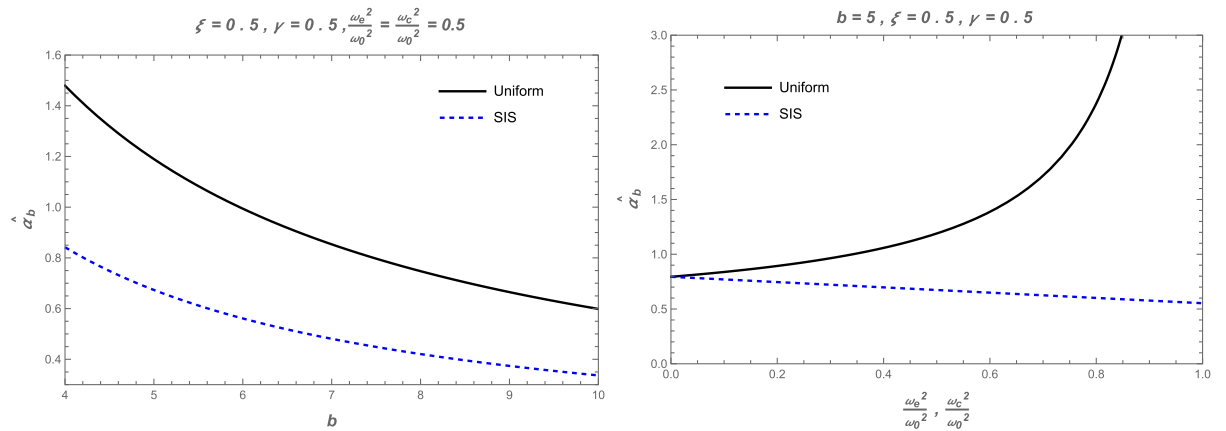 ξ = 0.5, γ = 0.5, ωe²/ω0² = ωc²/ω0² = 0.5
1.6
1.4
1.2
1.0
0.8
0.6
0.4
α̂b
Uniform
SIS
4 5 6 7 8 9 10
b
b = 5, ξ = 0.5, γ = 0.5
3.0
2.5
2.0
1.5
1.0
0.5
0.0
α̂b
Uniform
SIS
0.0 0.2 0.4 0.6 0.8 1.0
ωe²/ω0², ωc²/ω0²